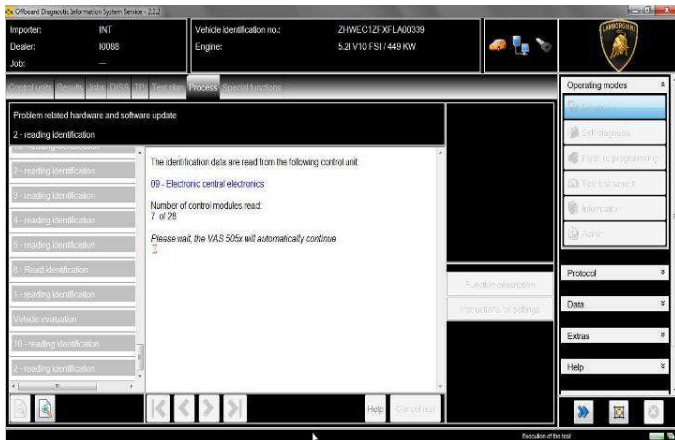 Offboard Diagnostic Information System Service - 2.2.2
Importer: INT
Dealer: 10088
Job: ---
Vehicle identification no.: ZHWEC1ZFXFLA00339
Engine: 5.2l V10 FSI / 449 KW
LAMBORGHINI
Control units Results Jobs DISS TP Test plan Process Special functions
Problem related hardware and software update
2 - reading identification
2 - reading identification
3 - reading identification
4 - reading identification
5 - reading identification
8 - Read identification
1 - reading identification
Vehicle evaluation
10 - reading identification
2 - reading identification
The identification data are read from the following control unit:
09 - Electronic central electronics
Number of control modules read:
7 of 28
Please wait, the VAS 505x will automatically continue
Function description
Instructions for settings
Help
Cancel test
Operating modes
Diagnosis
Self-diagnosis
Flash re-programming
Test instrument
Information
Admin
Protocol
Data
Extras
Help
Execution of the test